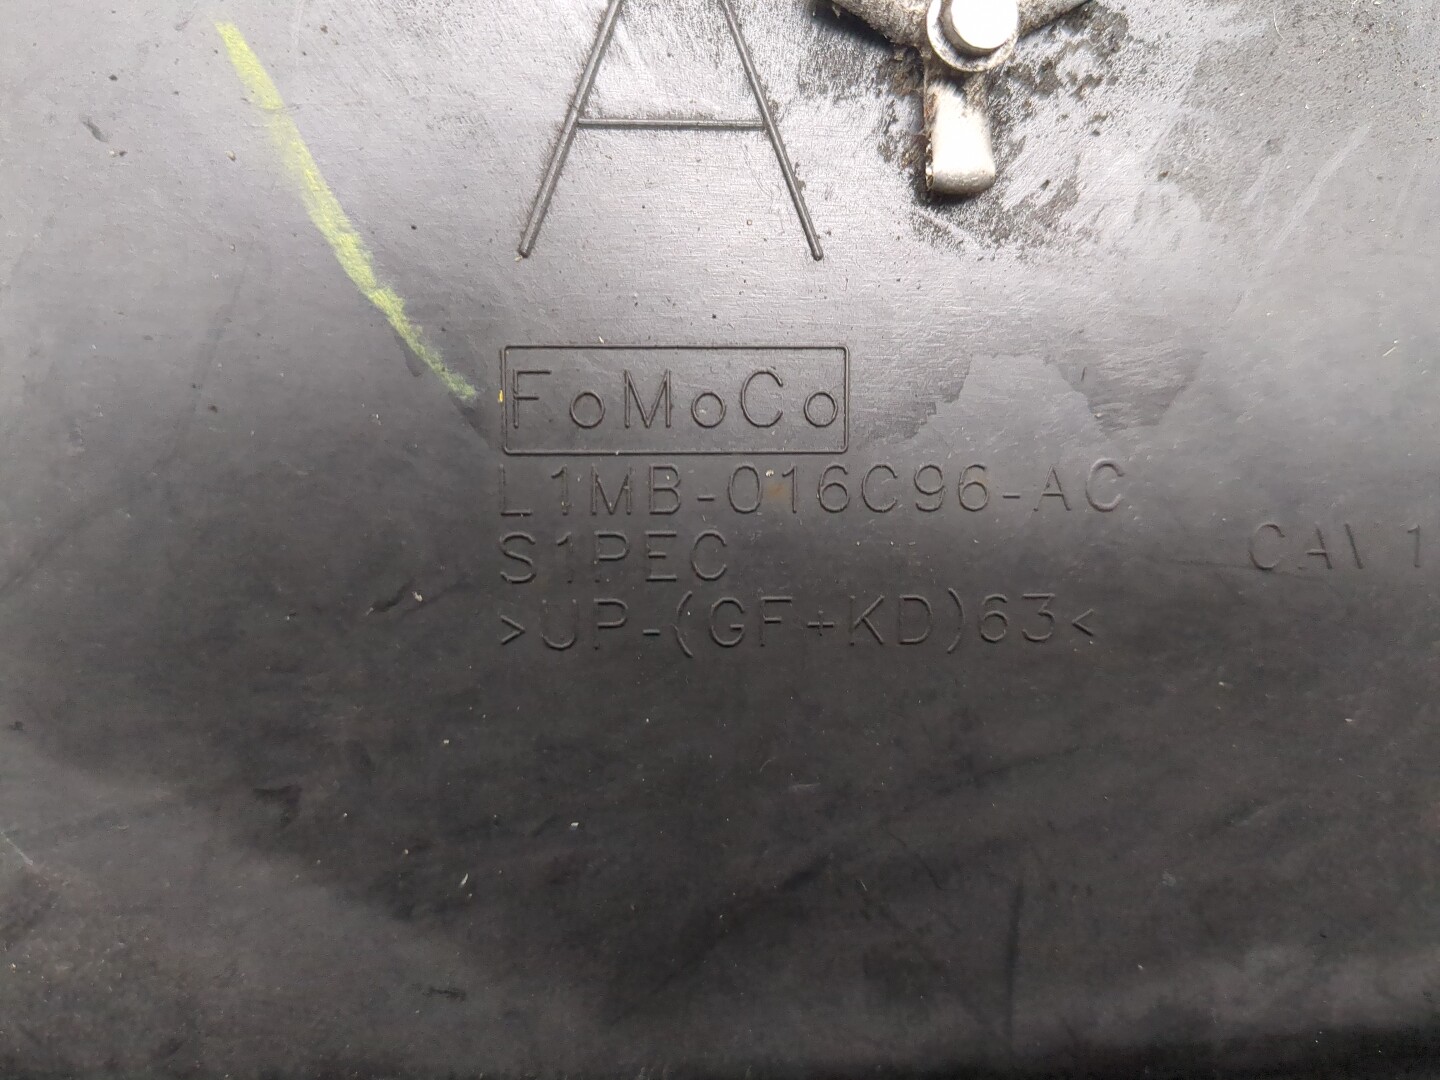 A
FoMoCo
L1MB-016C96-AC
S1PEC
CAV 1
>UP-(GF+KD)63<